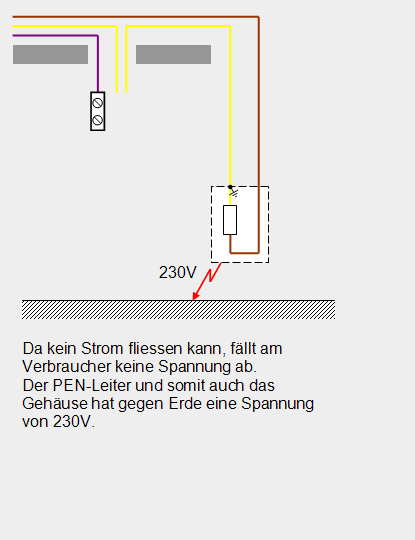 230V
Da kein Strom fliessen kann, fällt am
Verbraucher keine Spannung ab.
Der PEN-Leiter und somit auch das
Gehäuse hat gegen Erde eine Spannung
von 230V.